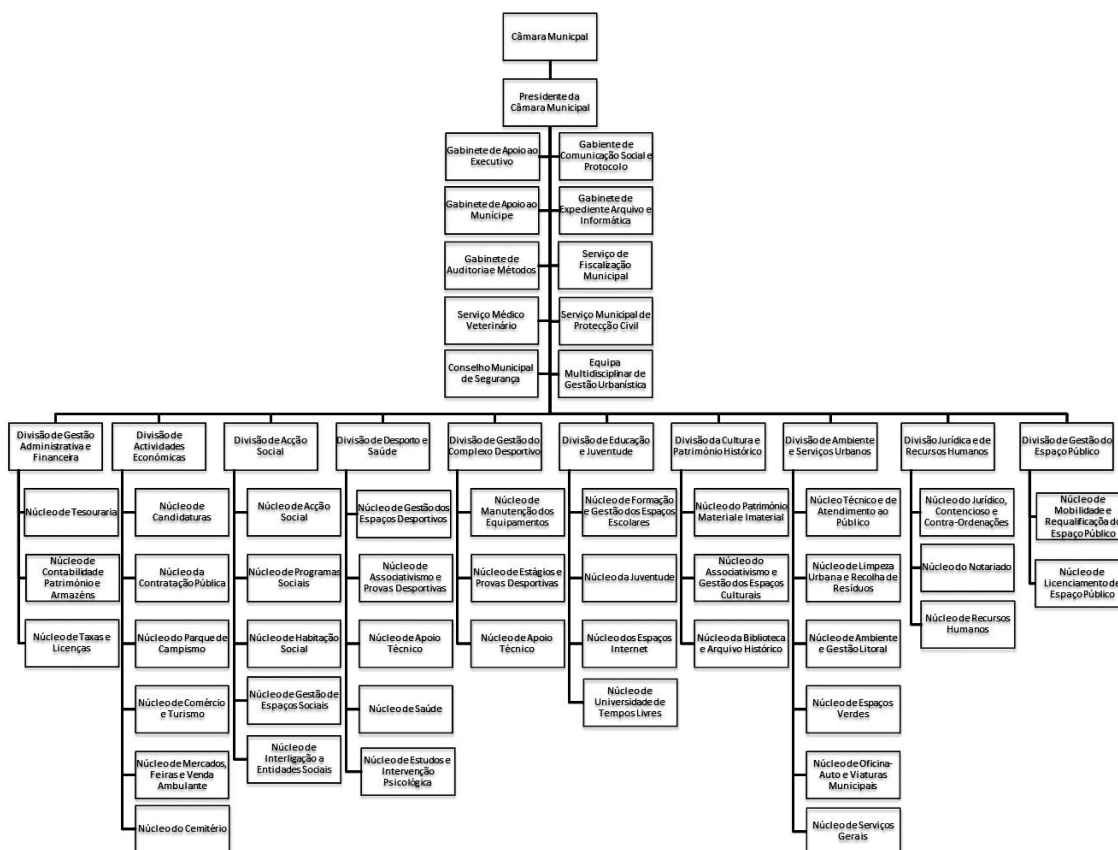 Câmara Municpal
Presidente da
Câmara Municipal
Gabinete de Apoio ao
Executivo
Gabiente de
Comunicação Social e
Protocolo
Gabinete de Apoio ao
Munícipe
Gabinete de
Expediente Arquivo e
Informática
Gabinete de
Auditoria e Métodos
Serviço de
Fiscalização
Municipal
Serviço Médico
Veterinário
Serviço Municipal de
Protecção Civil
Conselho Municipal
de Segurança
Equipa
Multidisciplinar de
Gestão Urbanística
Divisão de Gestão
Administrativa e
Financeira
Núcleo de Tesouraria
Núcleo de
Contabilidade
Património e
Armazéns
Núcleo de Taxas e
Licenças
Divisão de
Actividades
Económicas
Núcleo de
Candidaturas
Núcleo da
Contratação Pública
Núcleo do Parque de
Campismo
Núcleo de Comércio
e Turismo
Núcleo de Mercados,
Feiras e Venda
Ambulante
Núcleo do Cemitério
Divisão de Acção
Social
Núcleo de Acção
Social
Núcleo de Programas
Sociais
Núcleo de Habitação
Social
Núcleo de Gestão de
Espaços Sociais
Núcleo de
Interligação a
Entidades Sociais
Divisão de Desporto e
Saúde
Núcleo de Gestão dos
Espaços Desportivos
Núcleo de
Associativismo e
Provas Desportivas
Núcleo de Apoio
Técnico
Núcleo de Saúde
Núcleo de Estudos e
Intervenção
Psicológica
Divisão de Gestão do
Complexo Desportivo
Núcleo de
Manutenção dos
Equipamentos
Núcleo de Estágios e
Provas Desportivas
Núcleo de Apoio
Técnico
Divisão de Educação
e Juventude
Núcleo de Formação
e Gestão dos Espaços
Escolares
Núcleo da Juventude
Núcleo dos Espaços
Internet
Núcleo de
Universidade de
Tempos Livres
Divisão da Cultura e
Património Histórico
Núcleo do Património
Material e Imaterial
Núcleo do
Associativismo e
Gestão dos Espaços
Culturais
Núcleo da Biblioteca
e Arquivo Histórico
Divisão de Ambiente
e Serviços Urbanos
Núcleo Técnico e de
Atendimento ao
Público
Núcleo de Limpeza
Urbana e Recolha de
Resíduos
Núcleo de Ambiente
e Gestão Litoral
Núcleo de Espaços
Verdes
Núcleo de Oficina-
Auto e Viaturas
Municipais
Núcleo de Serviços
Gerais
Divisão Jurídica e de
Recursos Humanos
Núcleo do Jurídico,
Contencioso e
Contra-Ordenações
Núcleo do Notariado
Núcleo de Recursos
Humanos
Divisão de Gestão do
Espaço Público
Núcleo de
Mobilidade e
Requalificação do
Espaço Público
Núcleo de
Licenciamento de
Espaço Público